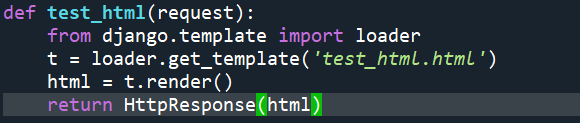 def test_html(request):
    from django.template import loader
    t = loader.get_template('test_html.html')
    html = t.render()
    return HttpResponse(html)